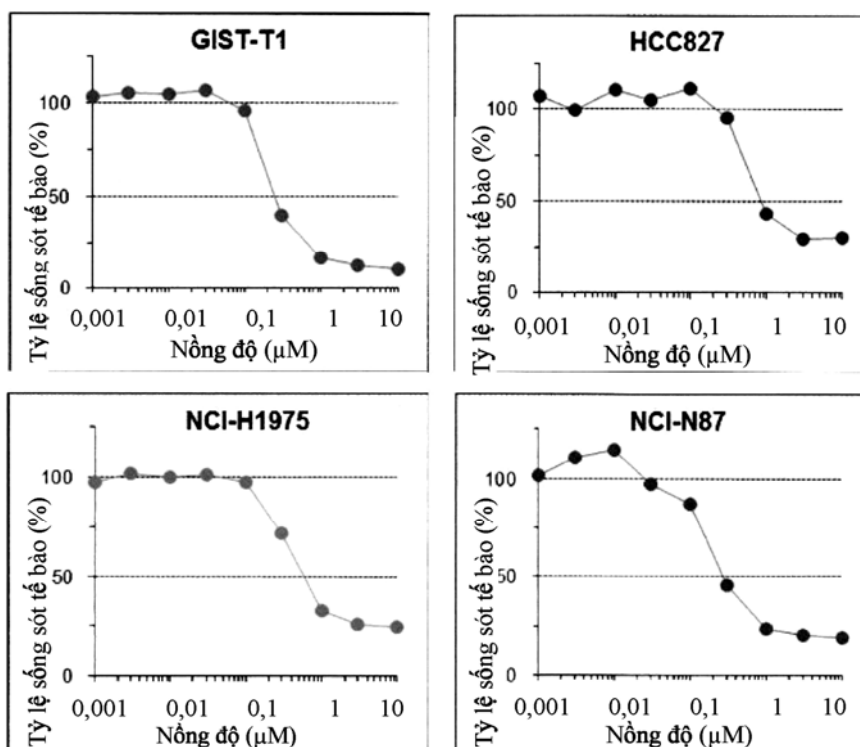 GIST-T1
Tỷ lệ sống sót tế bào (%)
100
50
0
0,001 0,01 0,1 1 10
Nồng độ (µM)
HCC827
Tỷ lệ sống sót tế bào (%)
100
50
0
0,001 0,01 0,1 1 10
Nồng độ (µM)
NCI-H1975
Tỷ lệ sống sót tế bào (%)
100
50
0
0,001 0,01 0,1 1 10
Nồng độ (µM)
NCI-N87
Tỷ lệ sống sót tế bào (%)
100
50
0
0,001 0,01 0,1 1 10
Nồng độ (µM)